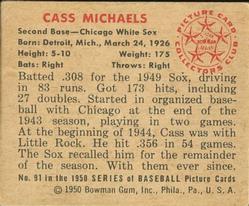 CASS MICHAELS
Second Base—Chicago White Sox
Born: Detroit, Mich., March 24, 1926
Height: 5-10 Weight: 175
Bats: Right Throws: Right
PICTURE CARD
COLLECTORS CLUB
Batted .308 for the 1949 Sox, driving
in 83 runs. Got 173 hits, including
27 doubles. Started in organized base-
ball with Chicago at the end of the
1943 season, playing in two games. At
the beginning of 1944, Cass was with
Little Rock. He hit .356 in 54 games.
The Sox recalled him for the remainder
of the season. With them ever since.
No. 91 in the 1950 SERIES OF BASEBALL Picture Cards
©1950 Bowman Gum, Inc., Phila., Pa., U. S. A.